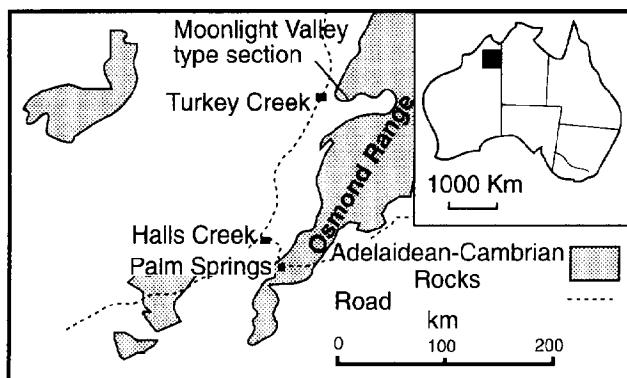 Moonlight Valley
type section
Turkey Creek
Osmond Range
1000 Km
Halls Creek
Palm Springs
Adelaidean-Cambrian
Rocks
Road
km
0 100 200